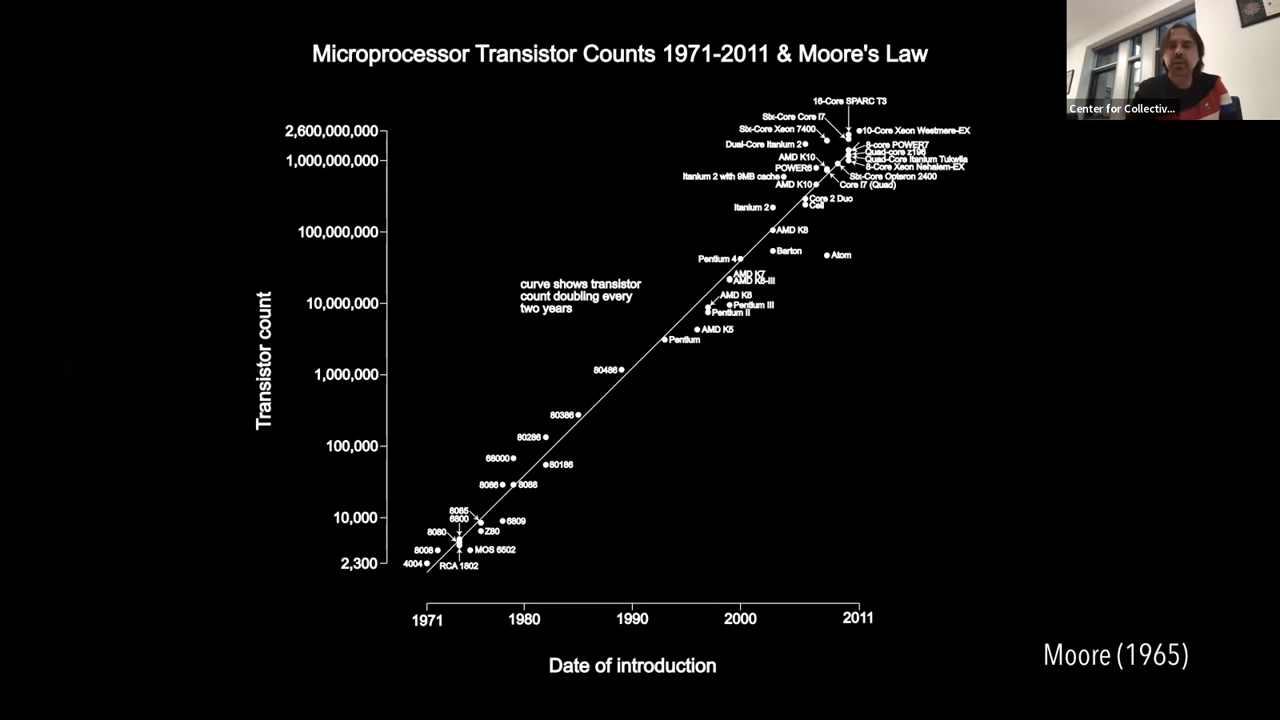 Microprocessor Transistor Counts 1971-2011 & Moore's Law
Center for Collectiv...
16-Core SPARC T3
Six-Core Core i7
Six-Core Xeon 7400
10-Core Xeon Westmere-EX
Dual-Core Itanium 2
8-core POWER7
Quad-core z196
Quad-Core Itanium Tukwila
8-Core Xeon Nehalem-EX
AMD K10
POWER6
Itanium 2 with 9MB cache
Six-Core Opteron 2400
AMD K10
Core i7 (Quad)
Core 2 Duo
Cell
Itanium 2
AMD K8
Barton
Atom
Pentium 4
AMD K7
AMD K6-III
AMD K6
Pentium III
Pentium II
AMD K5
Pentium
80486
80386
80286
68000
80186
8086
8088
8085
6800
6809
8080
Z80
8008
MOS 6502
4004
RCA 1802
curve shows transistor
count doubling every
two years
Transistor count
2,600,000,000
1,000,000,000
100,000,000
10,000,000
1,000,000
100,000
10,000
2,300
1971
1980
1990
2000
2011
Date of introduction
Moore (1965)